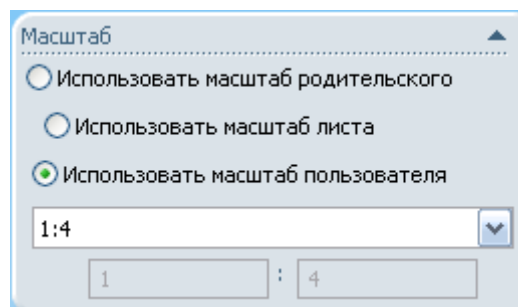 Масштаб
Использовать масштаб родительского
Использовать масштаб листа
Использовать масштаб пользователя
1:4
1 : 4